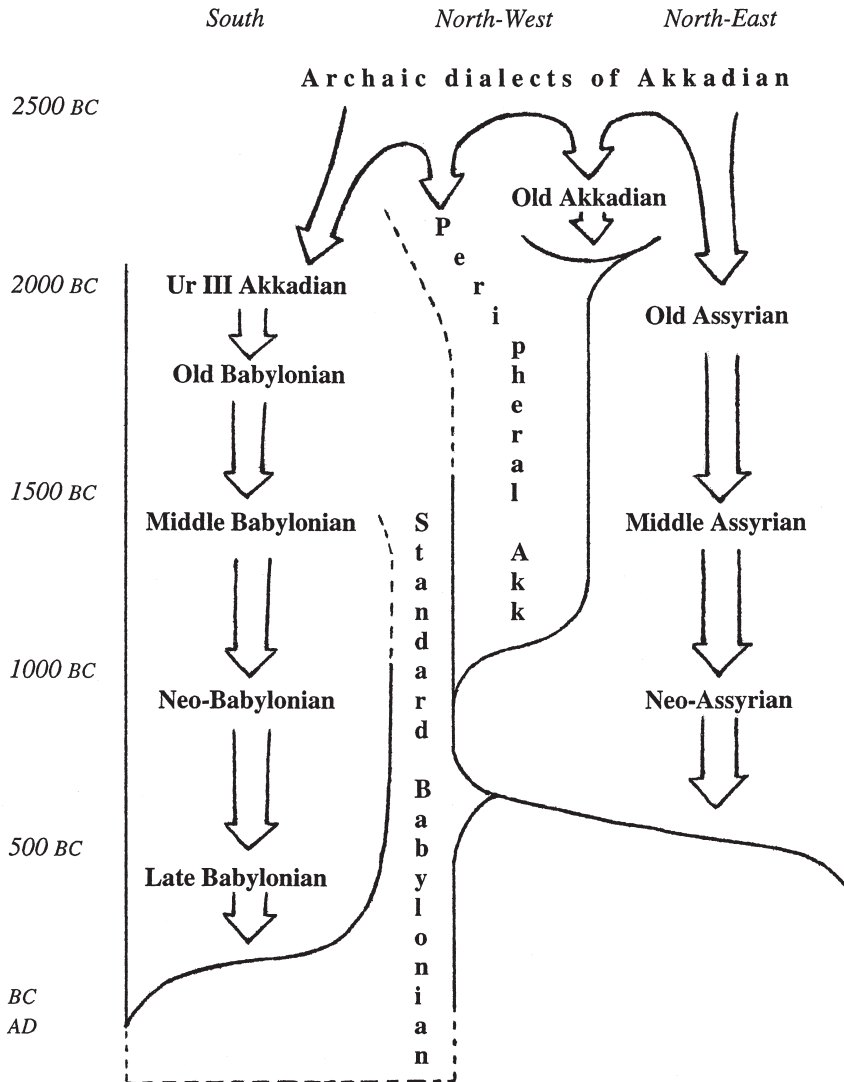 South North-West North-East
Archaic dialects of Akkadian
2500 BC
Old Akkadian
Peripheral Akk
2000 BC
Ur III Akkadian
Old Assyrian
Old Babylonian
1500 BC
Middle Babylonian
Standard Babylonian
Middle Assyrian
1000 BC
Neo-Babylonian
Neo-Assyrian
500 BC
Late Babylonian
BC
AD